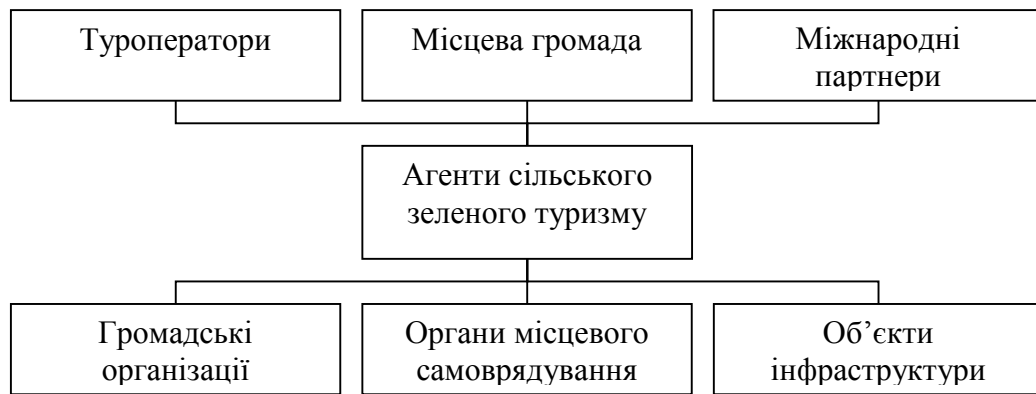 Туроператори
Місцева громада
Міжнародні
партнери
Агенти сільського
зеленого туризму
Громадські
організації
Органи місцевого
самоврядування
Об’єкти
інфраструктури